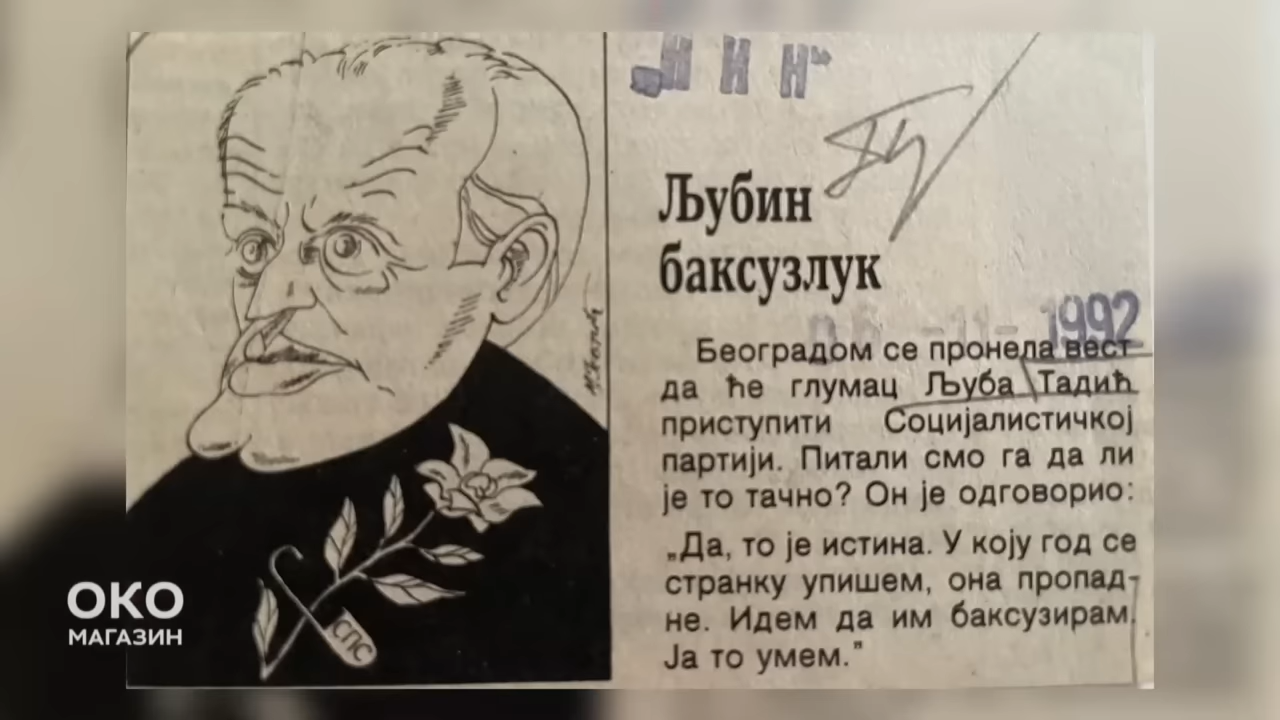 „НИН“
Љубин
баксузлук
06 -11- 1992
Београдом се пронела вест
да ће глумац Љуба Тадић
приступити Социјалистичкој
партији. Питали смо га да ли
је то тачно? Он је одговорио:
„Да, то је истина. У коју год се
странку упишем, она пропад-
не. Идем да им баксузирам.
Ја то умем.”
СПС
ОКО
МАГАЗИН